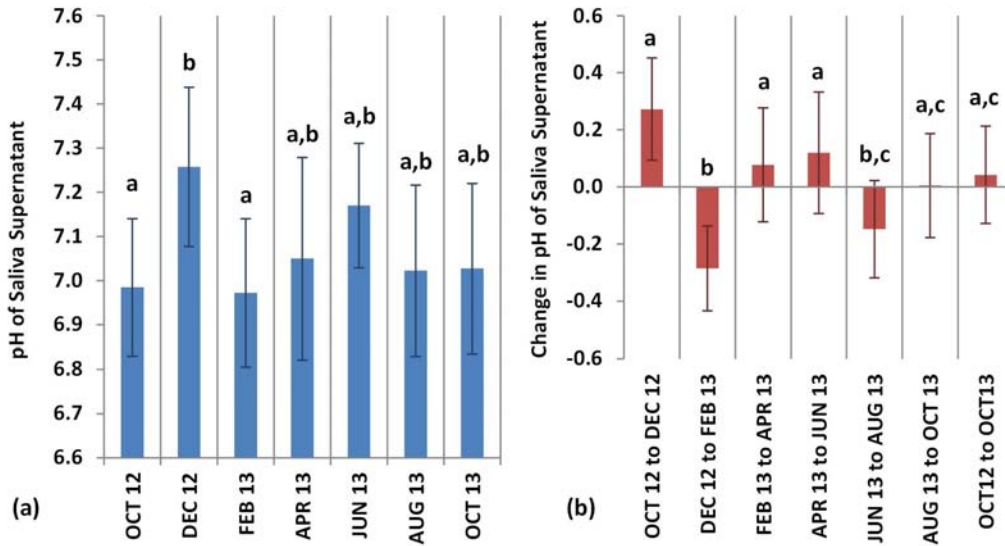 pH of Saliva Supernatant
7.6
7.5
7.4
7.3
7.2
7.1
7.0
6.9
6.8
6.7
6.6
a
b
a
a,b
a,b
a,b
a,b
OCT 12
DEC 12
FEB 13
APR 13
JUN 13
AUG 13
OCT 13
(a)
Change in pH of Saliva Supernatant
0.6
0.4
0.2
0.0
-0.2
-0.4
-0.6
a
b
a
a
b,c
a,c
a,c
OCT 12 to DEC 12
DEC 12 to FEB 13
FEB 13 to APR 13
APR 13 to JUN 13
JUN 13 to AUG 13
AUG 13 to OCT 13
OCT12 to OCT13
(b)